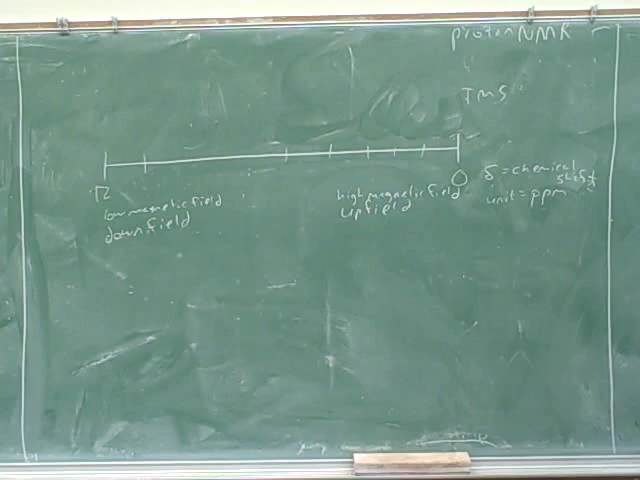 proton NMR
TMS
12
0
δ = chemical
shift
unit = ppm
low magnetic field
downfield
high magnetic field
upfield